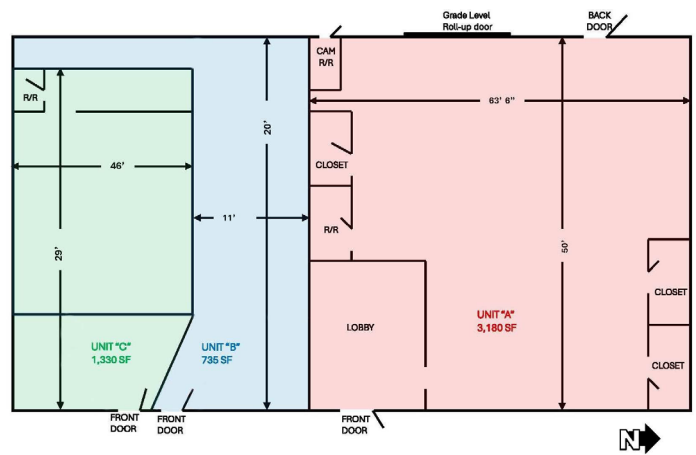 Grade Level
Roll-up door
BACK
DOOR
CAM
R/R
R/R
63' 6"
20'
CLOSET
46'
11'
R/R
29'
50'
CLOSET
UNIT "A"
3,180 SF
LOBBY
UNIT "C"
1,330 SF
UNIT "B"
735 SF
CLOSET
FRONT
DOOR
FRONT
DOOR
FRONT
DOOR
N